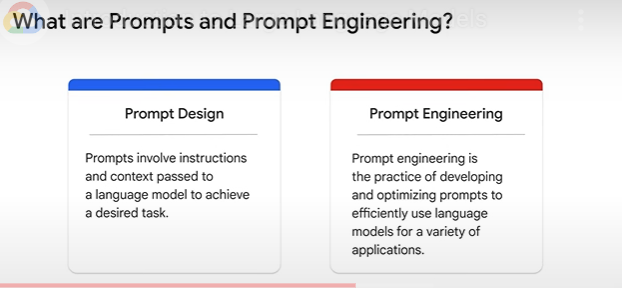 What are Prompts and Prompt Engineering?
Prompt Design
Prompts involve instructions
and context passed to
a language model to achieve
a desired task.
Prompt Engineering
Prompt engineering is
the practice of developing
and optimizing prompts to
efficiently use language
models for a variety of
applications.